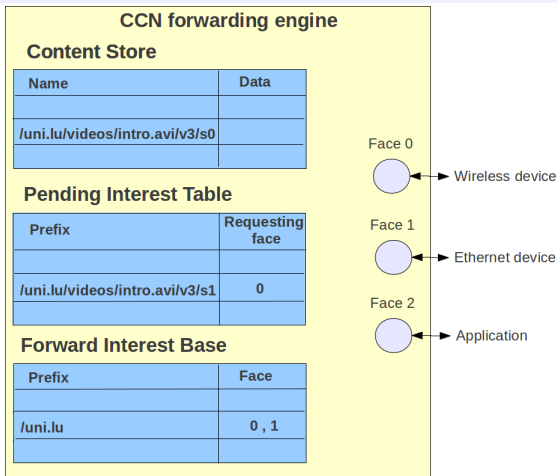 CCN forwarding engine
Content Store
Name Data
/uni.lu/videos/intro.avi/v3/s0
Pending Interest Table
Prefix Requesting face
/uni.lu/videos/intro.avi/v3/s1 0
Forward Interest Base
Prefix Face
/uni.lu 0 , 1
Face 0
Wireless device
Face 1
Ethernet device
Face 2
Application